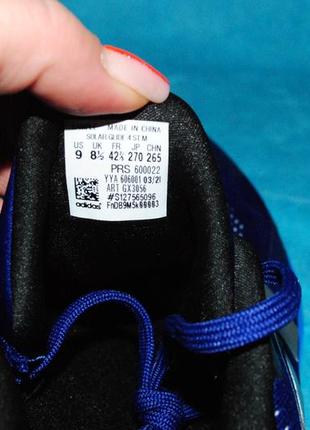 MADE IN CHINA
SOLAR GLIDE 4 ST M
US UK FR JP CHN
9 8½ 42⅔ 270 265
PRS 600022
YYA 606001 03/21
ART GX3056
#S127565096
adidas